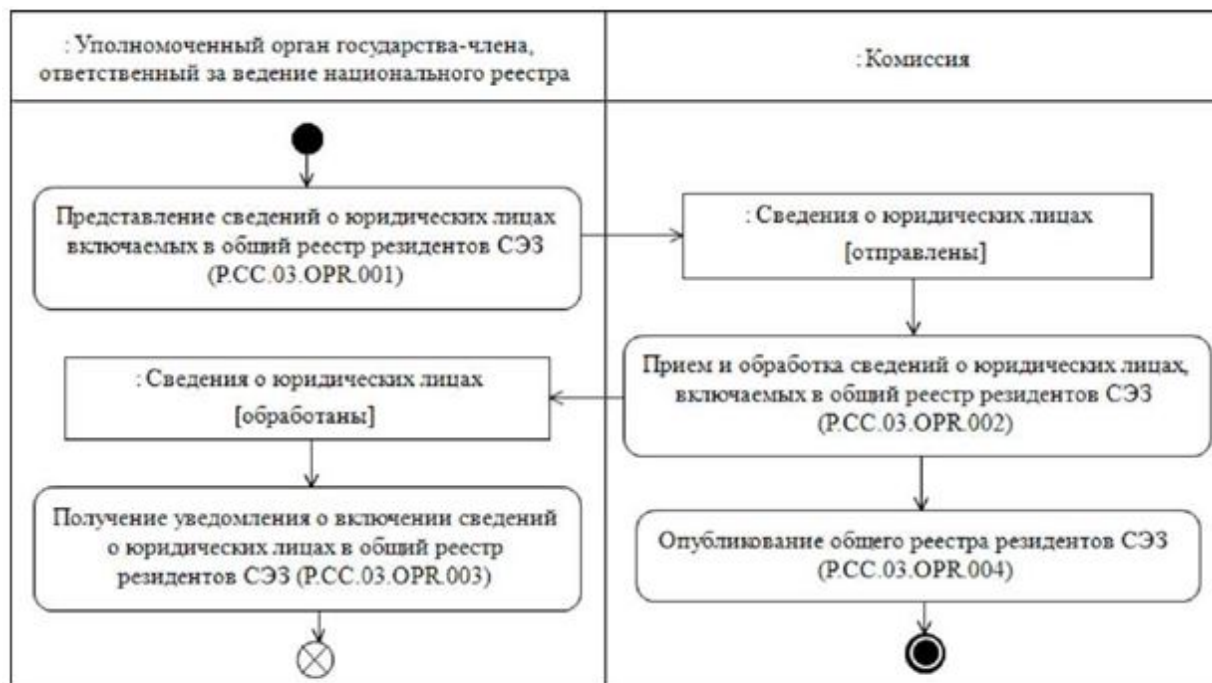 : Уполномоченный орган государства-члена,
ответственный за ведение национального реестра
: Комиссия
Представление сведений о юридических лицах
включаемых в общий реестр резидентов СЭЗ
(P.CC.03.OPR.001)
: Сведения о юридических лицах
[отправлены]
Прием и обработка сведений о юридических лицах,
включаемых в общий реестр резидентов СЭЗ
(P.CC.03.OPR.002)
: Сведения о юридических лицах
[обработаны]
Получение уведомления о включении сведений
о юридических лицах в общий реестр
резидентов СЭЗ (P.CC.03.OPR.003)
Опубликование общего реестра резидентов СЭЗ
(P.CC.03.OPR.004)